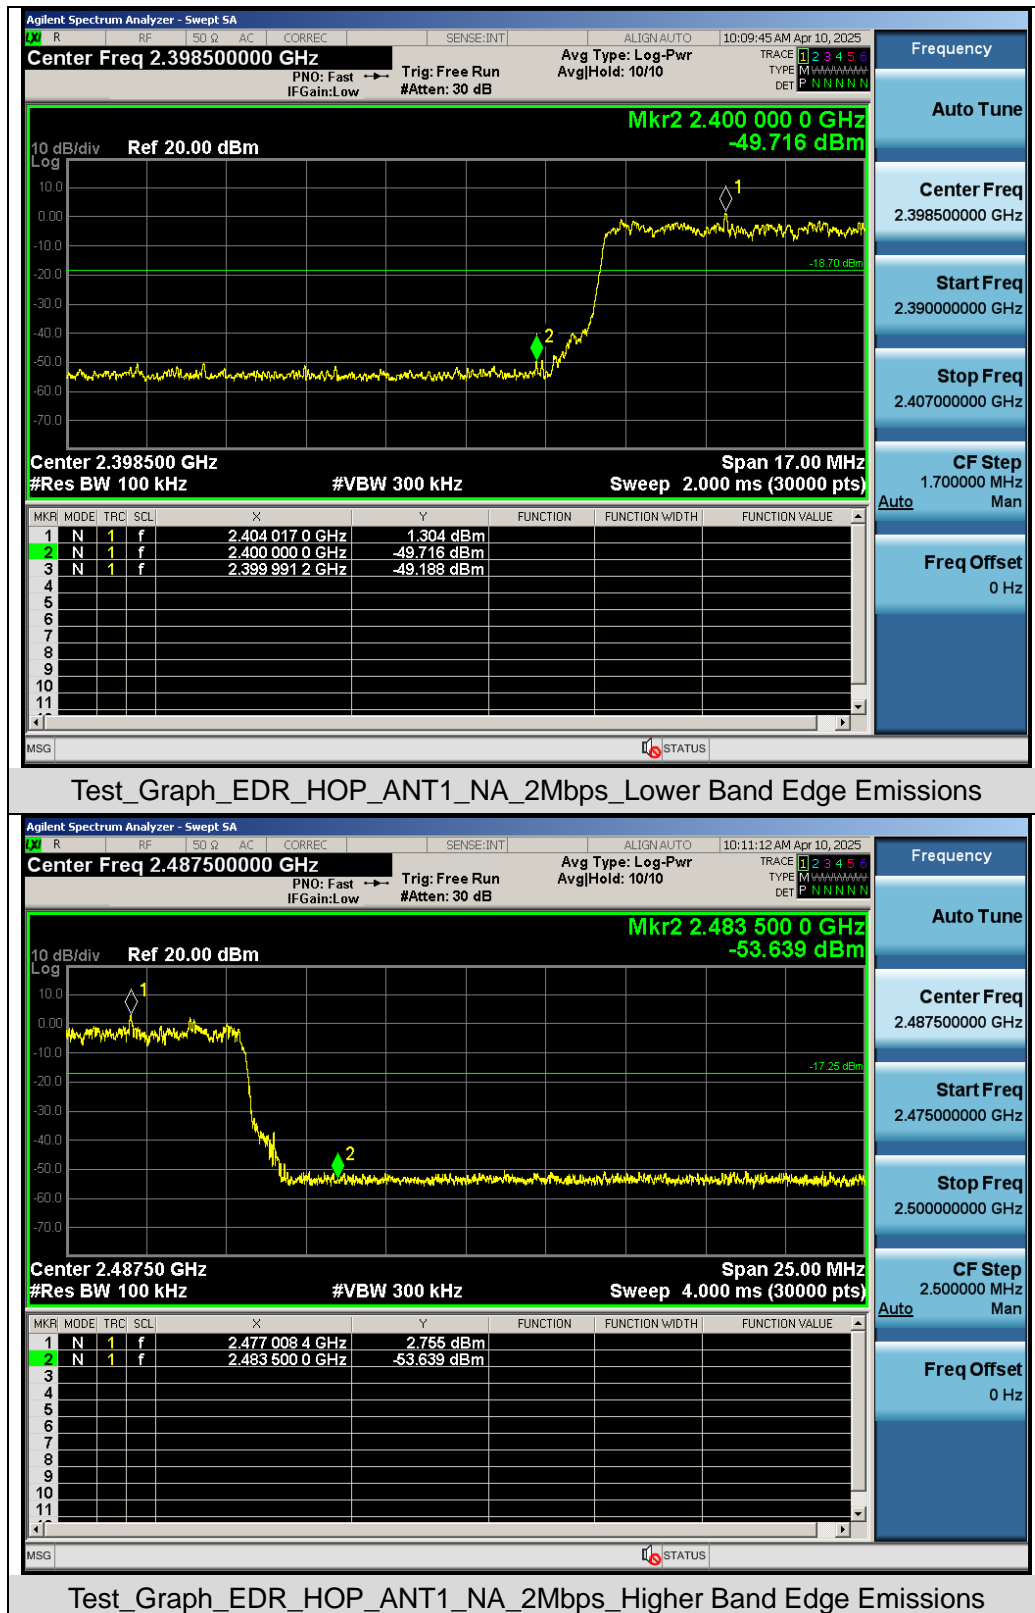 Agilent Spectrum Analyzer - Swept SA
LXI R RF 50 Ω AC CORREC SENSE:INT ALIGN AUTO 10:09:45 AM Apr 10, 2025
Center Freq 2.398500000 GHz
PNO: Fast
IFGain:Low
Trig: Free Run
#Atten: 30 dB
Avg Type: Log-Pwr
Avg|Hold: 10/10
TRACE 1 2 3 4 5 6
TYPE M
DET P N N N N N
Mkr2 2.400 000 0 GHz
-49.716 dBm
10 dB/div Ref 20.00 dBm
Log
10.0
0.00
-10.0
-20.0
-30.0
-40.0
-50.0
-60.0
-70.0
1
-18.70 dBm
2
Center 2.398500 GHz Span 17.00 MHz
#Res BW 100 kHz #VBW 300 kHz Sweep 2.000 ms (30000 pts)
MKR MODE TRC SCL X Y FUNCTION FUNCTION WIDTH FUNCTION VALUE
1 N 1 f 2.404 017 0 GHz 1.304 dBm
2 N 1 f 2.400 000 0 GHz -49.716 dBm
3 N 1 f 2.399 991 2 GHz -49.188 dBm
4
5
6
7
8
9
10
11
MSG STATUS
Frequency
Auto Tune
Center Freq
2.398500000 GHz
Start Freq
2.390000000 GHz
Stop Freq
2.407000000 GHz
CF Step
1.700000 MHz
Auto Man
Freq Offset
0 Hz
Test_Graph_EDR_HOP_ANT1_NA_2Mbps_Lower Band Edge Emissions
Agilent Spectrum Analyzer - Swept SA
LXI R RF 50 Ω AC CORREC SENSE:INT ALIGN AUTO 10:11:12 AM Apr 10, 2025
Center Freq 2.487500000 GHz
PNO: Fast
IFGain:Low
Trig: Free Run
#Atten: 30 dB
Avg Type: Log-Pwr
Avg|Hold: 10/10
TRACE 1 2 3 4 5 6
TYPE M
DET P N N N N N
Mkr2 2.483 500 0 GHz
-53.639 dBm
10 dB/div Ref 20.00 dBm
Log
10.0
0.00
-10.0
-20.0
-30.0
-40.0
-50.0
-60.0
-70.0
1
-17.25 dBm
2
Center 2.48750 GHz Span 25.00 MHz
#Res BW 100 kHz #VBW 300 kHz Sweep 4.000 ms (30000 pts)
MKR MODE TRC SCL X Y FUNCTION FUNCTION WIDTH FUNCTION VALUE
1 N 1 f 2.477 008 4 GHz 2.755 dBm
2 N 1 f 2.483 500 0 GHz -53.639 dBm
3
4
5
6
7
8
9
10
11
MSG STATUS
Frequency
Auto Tune
Center Freq
2.487500000 GHz
Start Freq
2.475000000 GHz
Stop Freq
2.500000000 GHz
CF Step
2.500000 MHz
Auto Man
Freq Offset
0 Hz
Test_Graph_EDR_HOP_ANT1_NA_2Mbps_Higher Band Edge Emissions